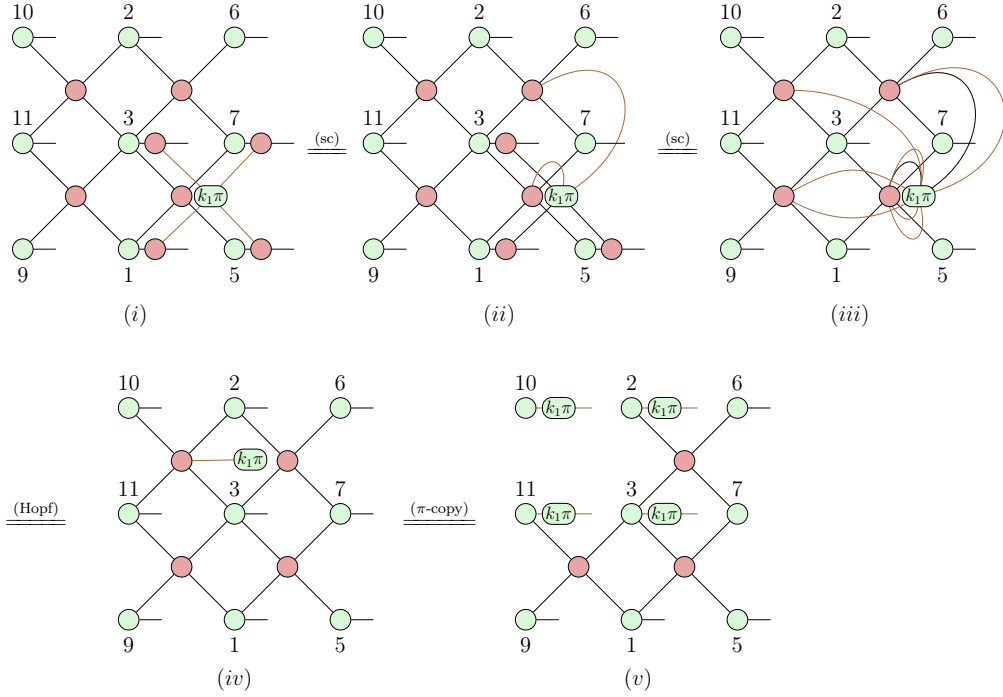 10 2 6 10 2 6 10 2 6
11 3 7 (sc) 11 3 7 (sc) 11 3 7
k₁π k₁π k₁π
9 1 5 9 1 5 9 1 5
(i) (ii) (iii)
10 2 6 10 2 6
k₁π k₁π
k₁π
(Hopf) 11 3 7 (π-copy) 11 3 7
k₁π k₁π
9 1 5 9 1 5
(iv) (v)